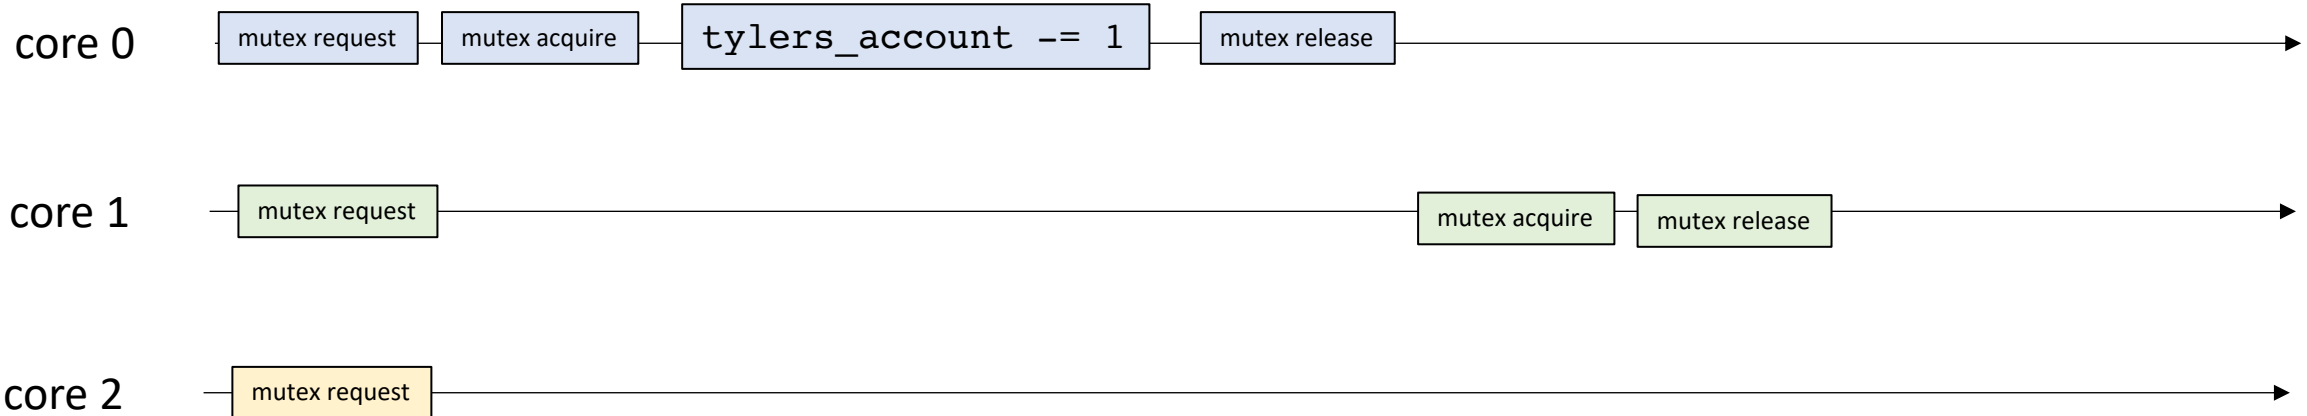 core 0 mutex request mutex acquire tylers_account -= 1 mutex release
core 1 mutex request mutex acquire mutex release
core 2 mutex request